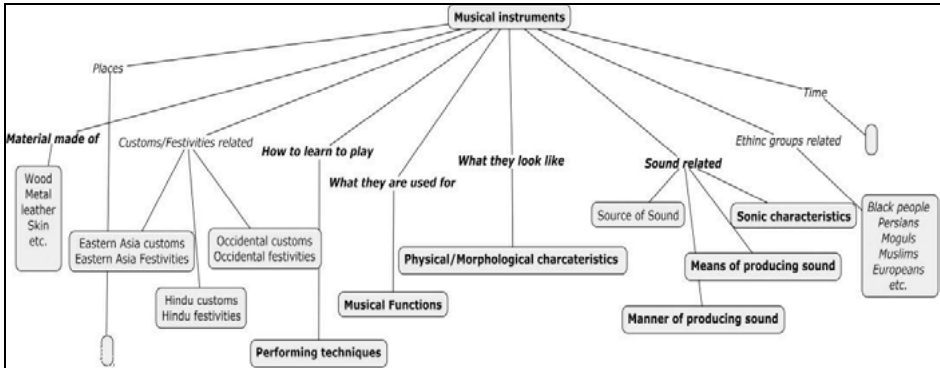 Musical instruments
Places
Time
Material made of
Customs/Festivities related
How to learn to play
What they are used for
What they look like
Sound related
Ethinc groups related
Wood
Metal
leather
Skin
etc.
Eastern Asia customs
Eastern Asia Festivities
Hindu customs
Hindu festivities
Occidental customs
Occidental festivities
Performing techniques
Musical Functions
Physical/Morphological charcateristics
Source of Sound
Sonic characteristics
Means of producing sound
Manner of producing sound
Black people
Persians
Moguls
Muslims
Europeans
etc.